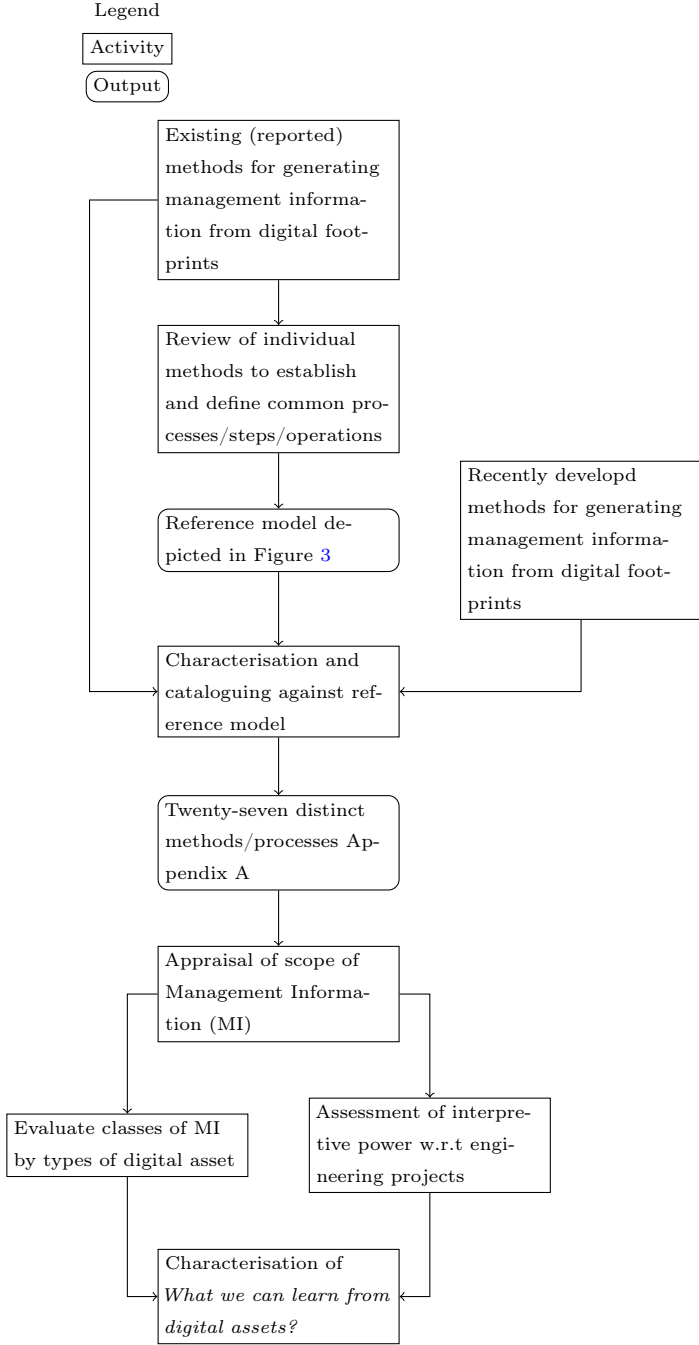 Legend
Activity
Output
Existing (reported)
methods for generating
management informa-
tion from digital foot-
prints
Review of individual
methods to establish
and define common pro-
cesses/steps/operations
Recently developd
methods for generating
management informa-
tion from digital foot-
prints
Reference model de-
picted in Figure 3
Characterisation and
cataloguing against ref-
erence model
Twenty-seven distinct
methods/processes Ap-
pendix A
Appraisal of scope of
Management Informa-
tion (MI)
Evaluate classes of MI
by types of digital asset
Assessment of interpre-
tive power w.r.t engi-
neering projects
Characterisation of
What we can learn from
digital assets?